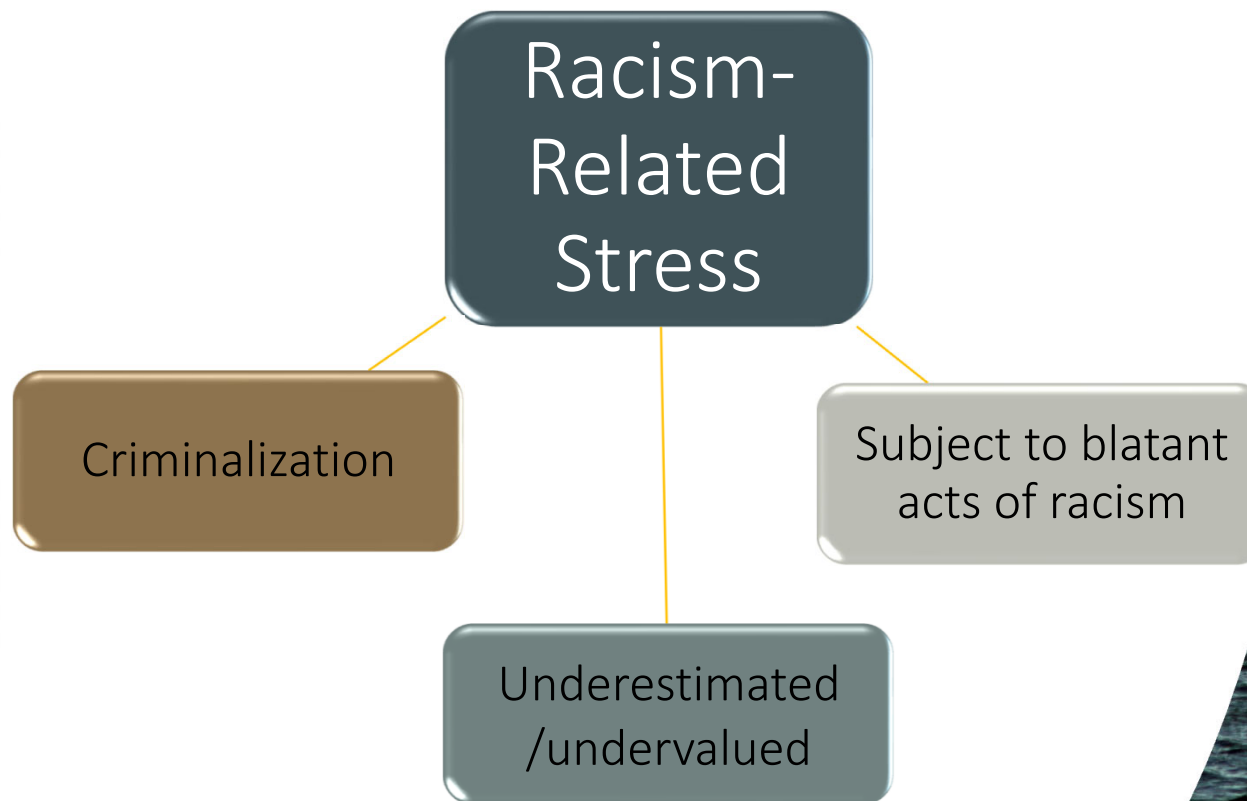 Racism-
Related
Stress
Criminalization
Subject to blatant
acts of racism
Underestimated
/undervalued